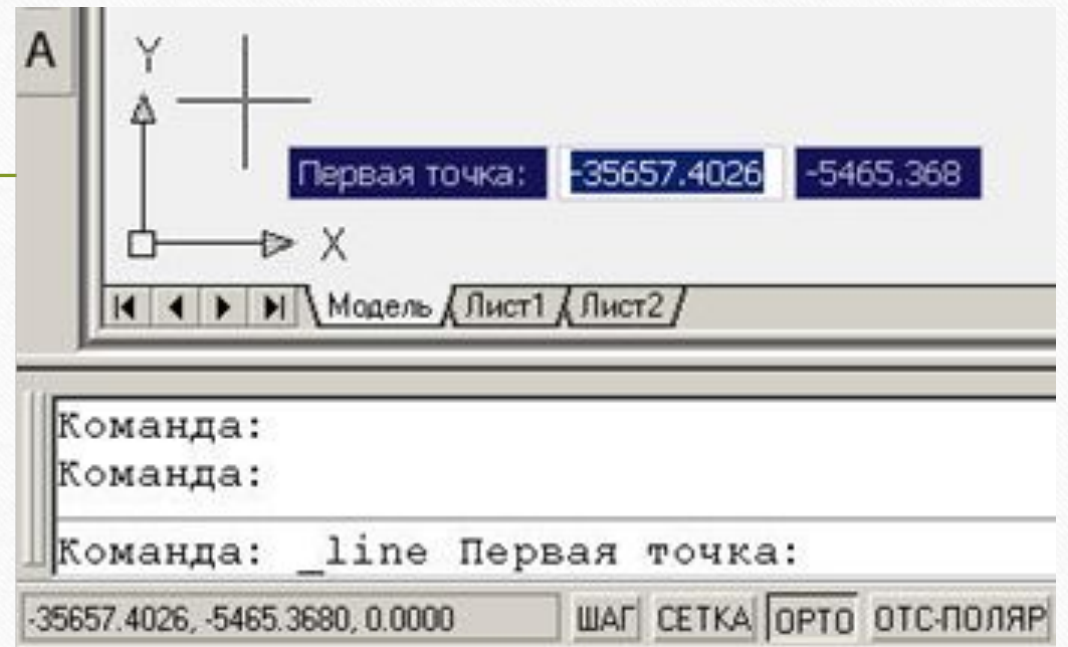 A
Y
Первая точка: -35657.4026 -5465.368
X
Модель Лист1 Лист2
Команда:
Команда:
Команда: _line Первая точка:
-35657.4026, -5465.3680, 0.0000 ШАГ СЕТКА ОРТО ОТС-ПОЛЯР